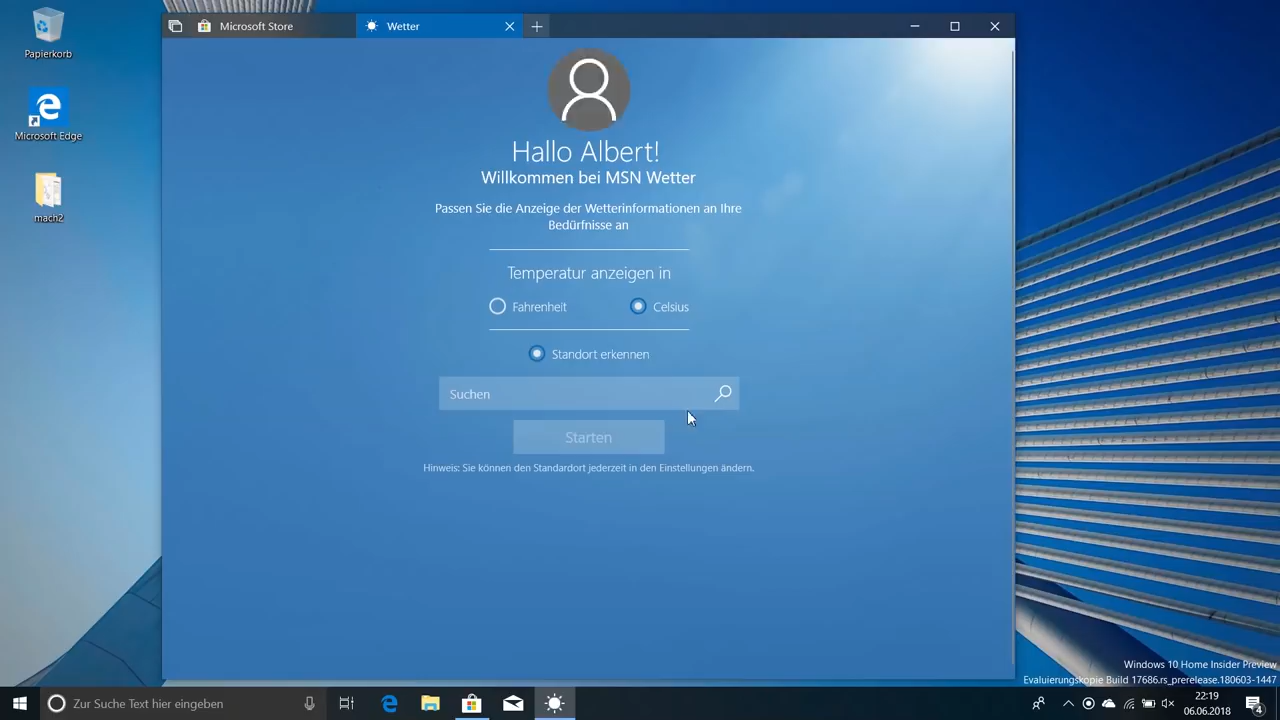 Papierkorb
Microsoft Edge
mach2
Microsoft Store
Wetter
Hallo Albert!
Willkommen bei MSN Wetter
Passen Sie die Anzeige der Wetterinformationen an Ihre
Bedürfnisse an
Temperatur anzeigen in
Fahrenheit
Celsius
Standort erkennen
Suchen
Starten
Hinweis: Sie können den Standardort jederzeit in den Einstellungen ändern.
Windows 10 Home Insider Preview
Evaluierungskopie Build 17686.rs_prerelease.180603-1447
Zur Suche Text hier eingeben
22:19
06.06.2018
4